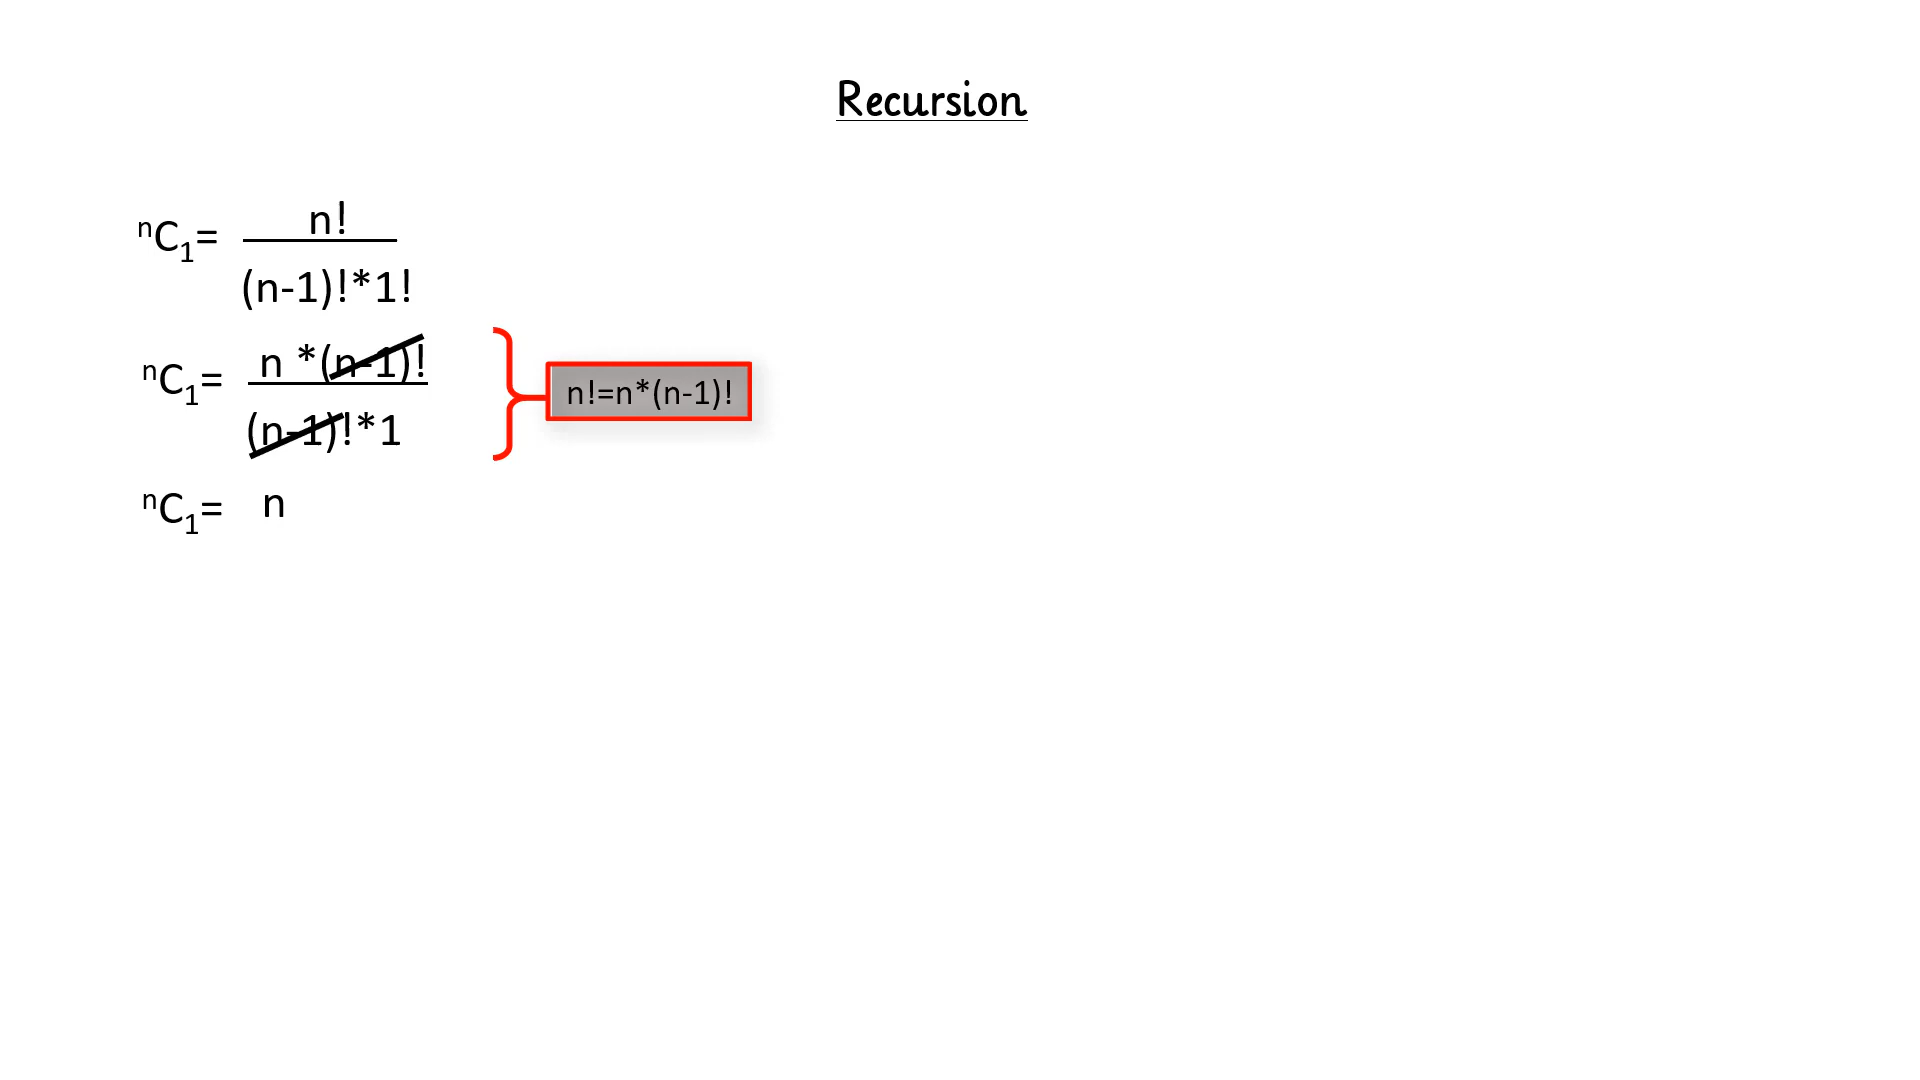 Recursion
ⁿC₁= n!
(n-1)!*1!
ⁿC₁= n *(n-1)!
(n-1)!*1
n!=n*(n-1)!
ⁿC₁= n